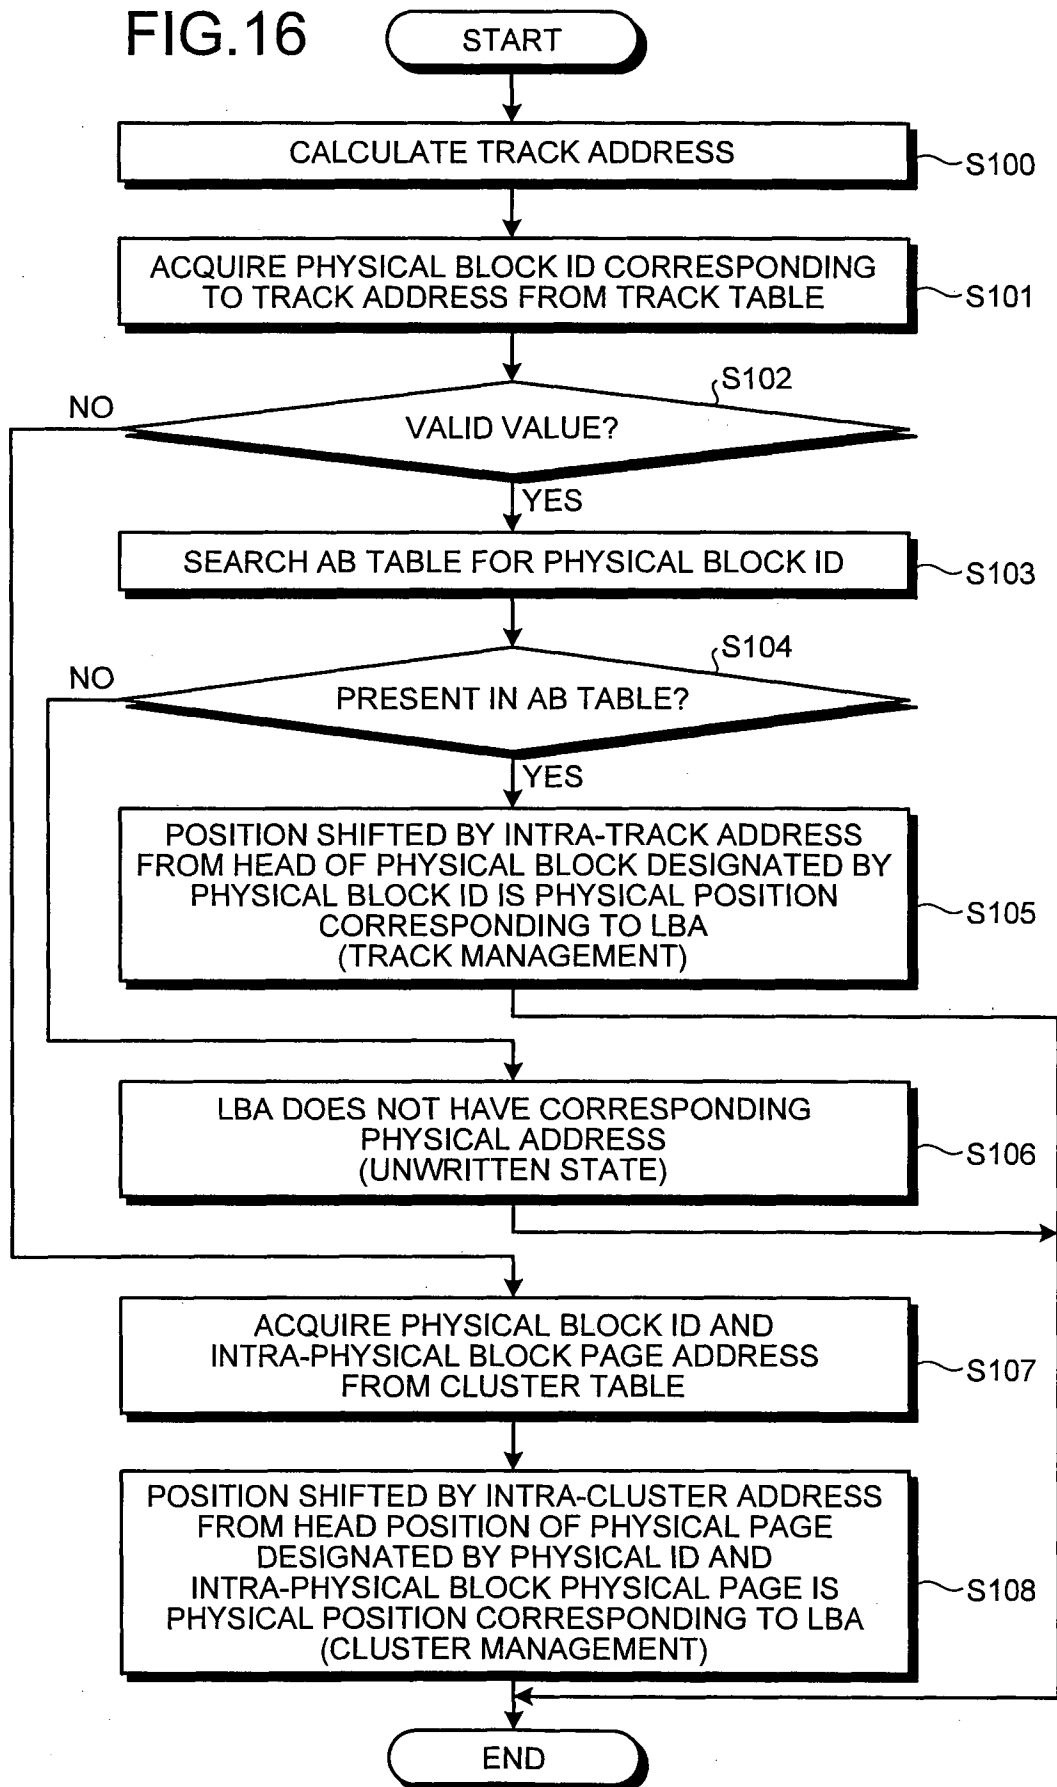 FIG.16
START
CALCULATE TRACK ADDRESS
S100
ACQUIRE PHYSICAL BLOCK ID CORRESPONDING
TO TRACK ADDRESS FROM TRACK TABLE
S101
S102
NO
VALID VALUE?
YES
SEARCH AB TABLE FOR PHYSICAL BLOCK ID
S103
S104
NO
PRESENT IN AB TABLE?
YES
POSITION SHIFTED BY INTRA-TRACK ADDRESS
FROM HEAD OF PHYSICAL BLOCK DESIGNATED BY
PHYSICAL BLOCK ID IS PHYSICAL POSITION
CORRESPONDING TO LBA
(TRACK MANAGEMENT)
S105
LBA DOES NOT HAVE CORRESPONDING
PHYSICAL ADDRESS
(UNWRITTEN STATE)
S106
ACQUIRE PHYSICAL BLOCK ID AND
INTRA-PHYSICAL BLOCK PAGE ADDRESS
FROM CLUSTER TABLE
S107
POSITION SHIFTED BY INTRA-CLUSTER ADDRESS
FROM HEAD POSITION OF PHYSICAL PAGE
DESIGNATED BY PHYSICAL ID AND
INTRA-PHYSICAL BLOCK PHYSICAL PAGE IS
PHYSICAL POSITION CORRESPONDING TO LBA
(CLUSTER MANAGEMENT)
S108
END